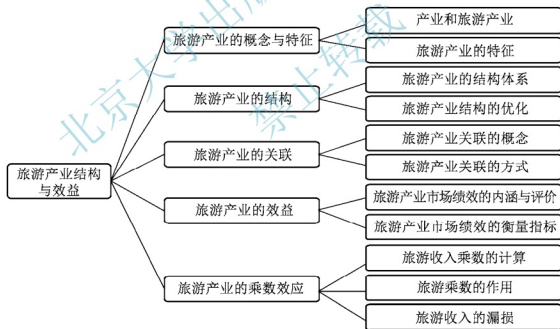 旅游产业结构
与效益
旅游产业的概念与特征
产业和旅游产业
旅游产业的特征
旅游产业的结构
旅游产业的结构体系
旅游产业结构的优化
旅游产业的关联
旅游产业关联的概念
旅游产业关联的方式
旅游产业的效益
旅游产业市场绩效的内涵与评价
旅游产业市场绩效的衡量指标
旅游产业的乘数效应
旅游收入乘数的计算
旅游乘数的作用
旅游收入的漏损
北京大学出版
禁止转载